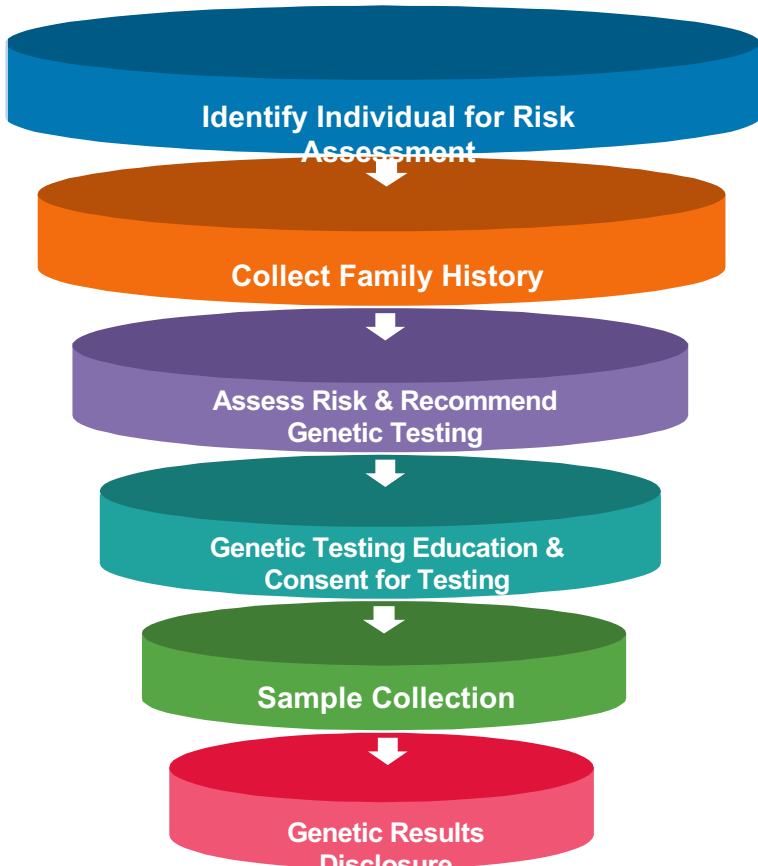 Identify Individual for Risk
Assessment
Collect Family History
Assess Risk & Recommend
Genetic Testing
Genetic Testing Education &
Consent for Testing
Sample Collection
Genetic Results
Disclosure